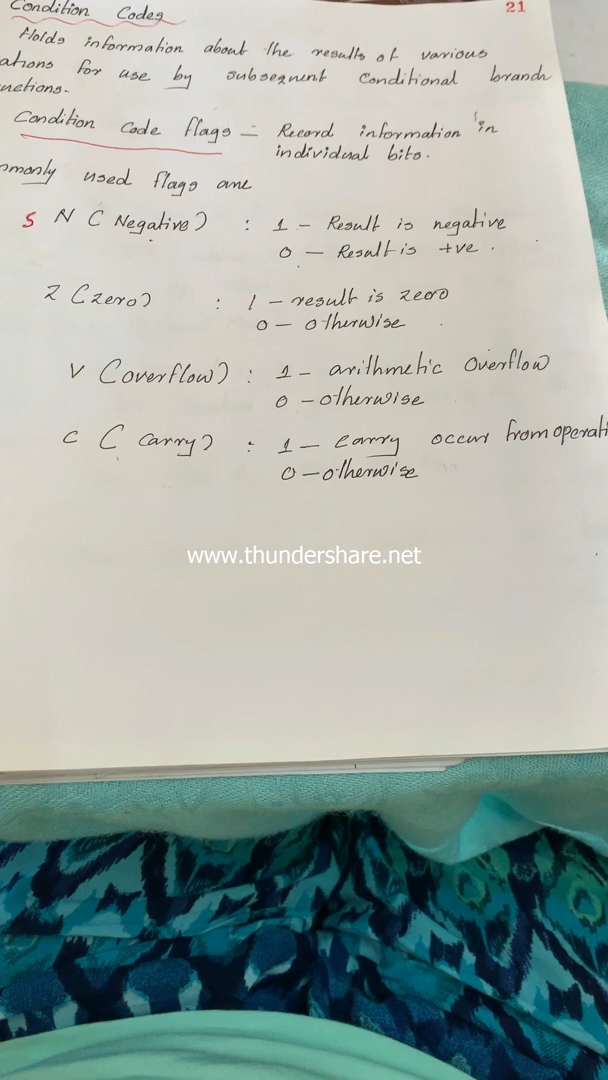 21
Condition Codes
Holds information about the results of various
ations for use by subsequent Conditional branch
uctions.
Condition Code flags - Record information in
individual bits.
mmonly used flags are
S N (Negative) : 1 - Result is negative
0 - Result is +ve.
Z (zero) : 1 - result is zero
0 - otherwise
V (overflow) : 1 - arithmetic Overflow
0 - otherwise
C (Carry) : 1 - Carry occur from operati
0 - otherwise
www.thundershare.net